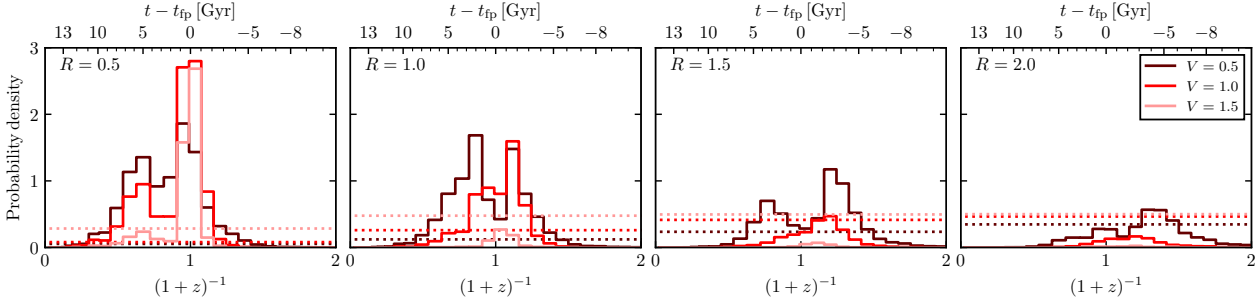 t − t_fp [Gyr] t − t_fp [Gyr] t − t_fp [Gyr] t − t_fp [Gyr]
13 10 5 0 −5 −8 13 10 5 0 −5 −8 13 10 5 0 −5 −8 13 10 5 0 −5 −8
3
R = 0.5 R = 1.0 R = 1.5 R = 2.0
V = 0.5
V = 1.0
V = 1.5
2
Probability density
1
0
0 1 2 0 1 2 0 1 2 0 1 2
(1 + z)^−1 (1 + z)^−1 (1 + z)^−1 (1 + z)^−1